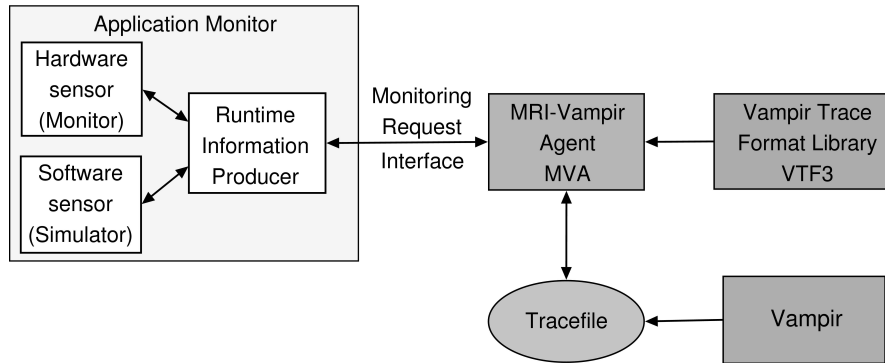 Application Monitor
Hardware
sensor
(Monitor)
Software
sensor
(Simulator)
Runtime
Information
Producer
Monitoring
Request
Interface
MRI-Vampir
Agent
MVA
Vampir Trace
Format Library
VTF3
Tracefile
Vampir